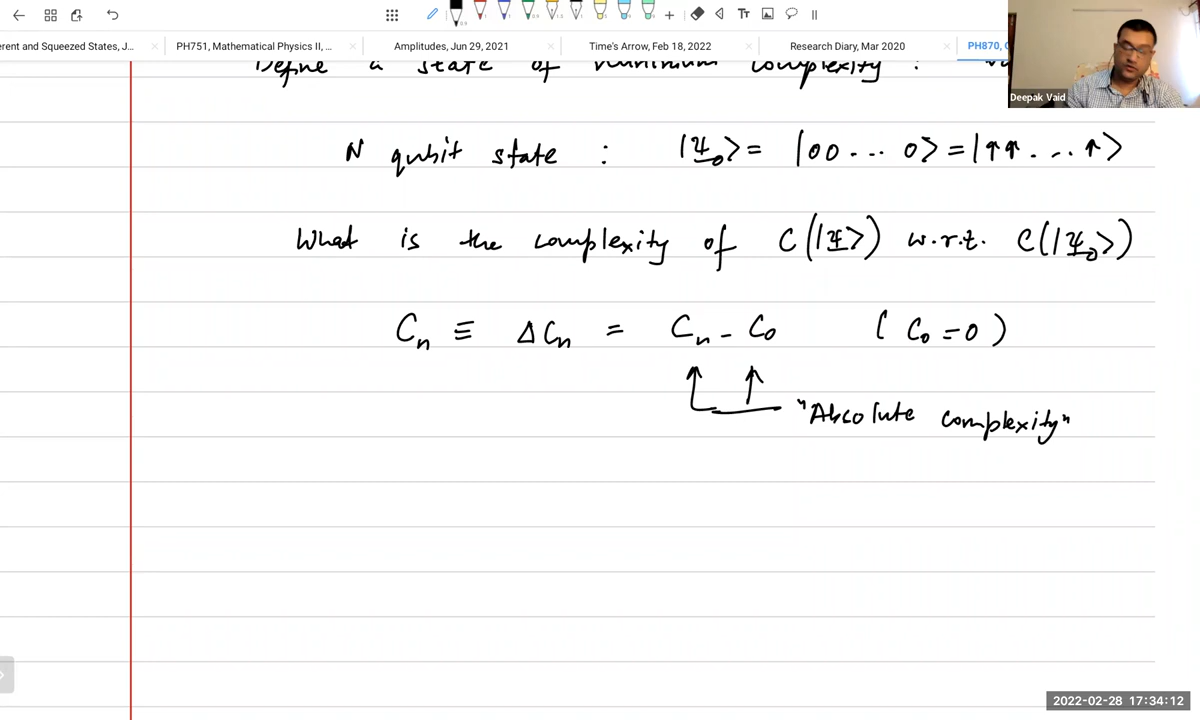 erent and Squeezed States, J... PH751, Mathematical Physics II, ... Amplitudes, Jun 29, 2021 Time's Arrow, Feb 18, 2022 Research Diary, Mar 2020 PH870,
Define a state of minimum complexity :
Deepak Vaid
N qubit state : |Ψ₀> = |00 ... 0> = |↑↑ ... ↑>
What is the complexity of C(|Ψ>) w.r.t. C(|Ψ₀>)
Cn ≡ ΔCn = Cn - C₀ ( C₀ = 0 )
"Absolute complexity"
2022-02-28 17:34:12